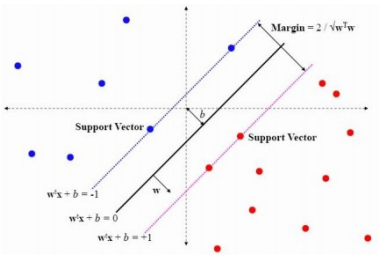 Margin = 2 / √wᵀw
b
Support Vector
Support Vector
w
wᵗx + b = -1
wᵗx + b = 0
wᵗx + b = +1